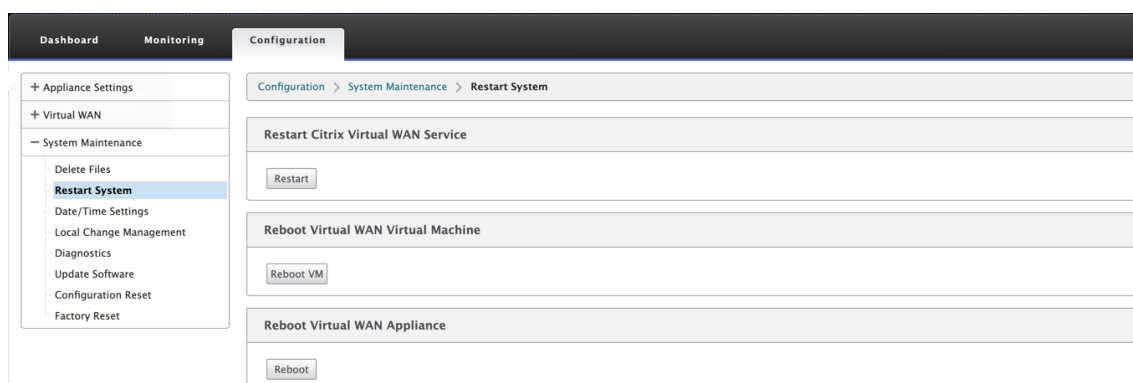 Dashboard Monitoring Configuration
+ Appliance Settings
+ Virtual WAN
− System Maintenance
Delete Files
Restart System
Date/Time Settings
Local Change Management
Diagnostics
Update Software
Configuration Reset
Factory Reset
Configuration > System Maintenance > Restart System
Restart Citrix Virtual WAN Service
Restart
Reboot Virtual WAN Virtual Machine
Reboot VM
Reboot Virtual WAN Appliance
Reboot